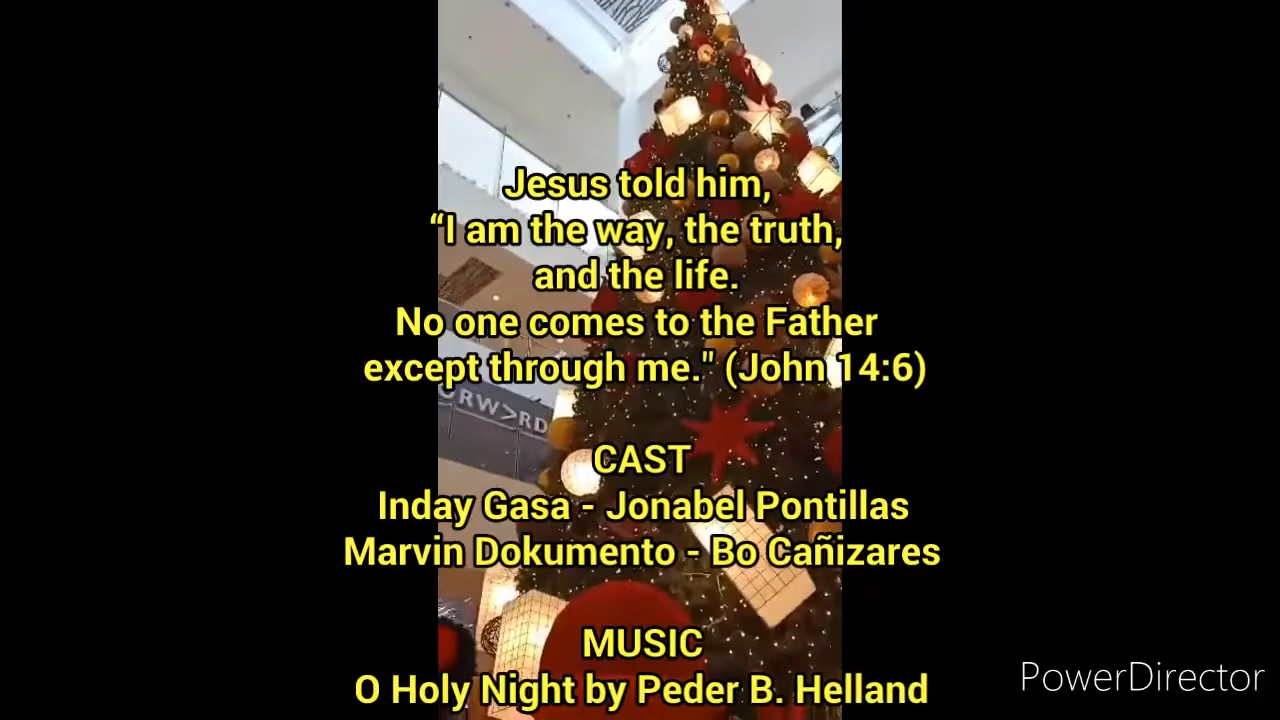 Jesus told him,
“I am the way, the truth,
and the life.
No one comes to the Father
except through me." (John 14:6)
ORW>RD
CAST
Inday Gasa - Jonabel Pontillas
Marvin Dokumento - Bo Cañizares
MUSIC
O Holy Night by Peder B. Helland
PowerDirector